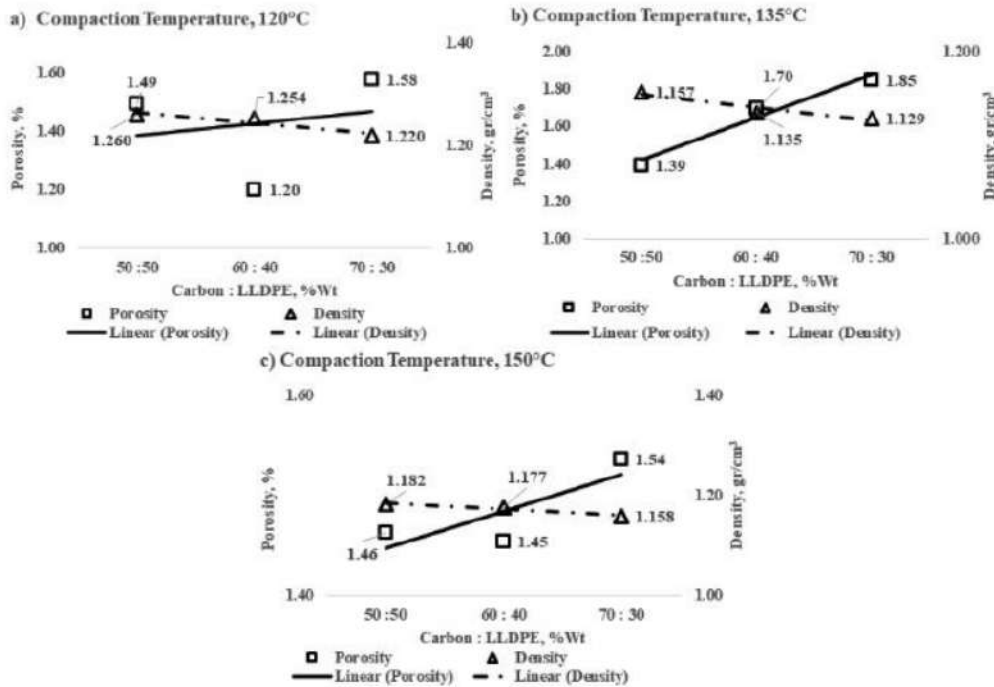 a) Compaction Temperature, 120°C
1.60
1.40
1.20
1.00
Porosity, %
1.40
1.20
1.00
Density, gr/cm³
1.49
1.260
1.254
1.20
1.58
1.220
50 :50
60 : 40
70 : 30
Carbon : LLDPE, %Wt
Porosity
Density
Linear (Porosity)
Linear (Density)
b) Compaction Temperature, 135°C
2.00
1.80
1.60
1.40
1.20
1.00
Porosity, %
1.200
1.000
Density, gr/cm³
1.157
1.39
1.70
1.135
1.85
1.129
50 :50
60 : 40
70 : 30
Carbon : LLDPE, %Wt
Porosity
Density
Linear (Porosity)
Linear (Density)
c) Compaction Temperature, 150°C
1.60
1.40
Porosity, %
1.40
1.20
1.00
Density, gr/cm³
1.182
1.46
1.177
1.45
1.54
1.158
50 :50
60 : 40
70 : 30
Carbon : LLDPE, %Wt
Porosity
Density
Linear (Porosity)
Linear (Density)